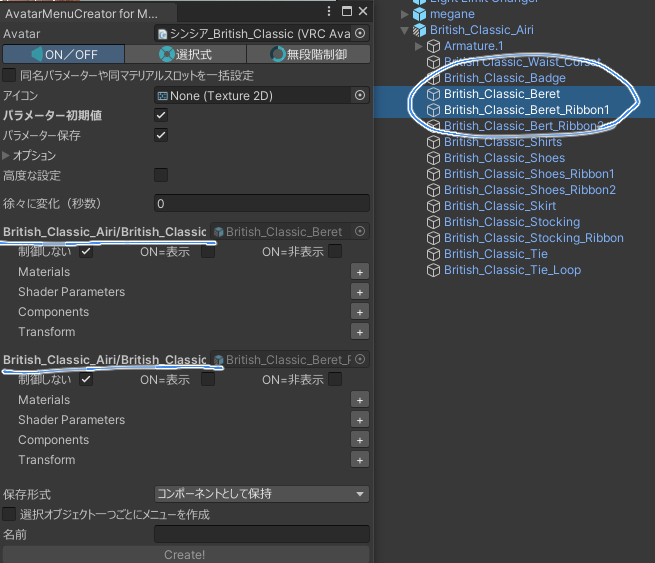 AvatarMenuCreator for M...
Avatar
シンシア_British_Classic (VRC Ava
ON/OFF
選択式
無段階制御
同名パラメーターや同マテリアルスロットを一括設定
アイコン
None (Texture 2D)
パラメーター初期値
パラメーター保存
オプション
高度な設定
徐々に変化（秒数）
0
British_Classic_Airi/British_Classic
British_Classic_Beret
制御しない
ON=表示
ON=非表示
Materials
+
Shader Parameters
+
Components
+
Transform
+
British_Classic_Airi/British_Classic
British_Classic_Beret_F
制御しない
ON=表示
ON=非表示
Materials
+
Shader Parameters
+
Components
+
Transform
+
保存形式
コンポーネントとして保持
選択オブジェクト一つごとにメニューを作成
名前
Create!
Light Limit Changer
megane
British_Classic_Airi
Armature.1
British_Classic_Waist_Corset
British_Classic_Badge
British_Classic_Beret
British_Classic_Beret_Ribbon1
British_Classic_Bert_Ribbon2
British_Classic_Shirts
British_Classic_Shoes
British_Classic_Shoes_Ribbon1
British_Classic_Shoes_Ribbon2
British_Classic_Skirt
British_Classic_Stocking
British_Classic_Stocking_Ribbon
British_Classic_Tie
British_Classic_Tie_Loop